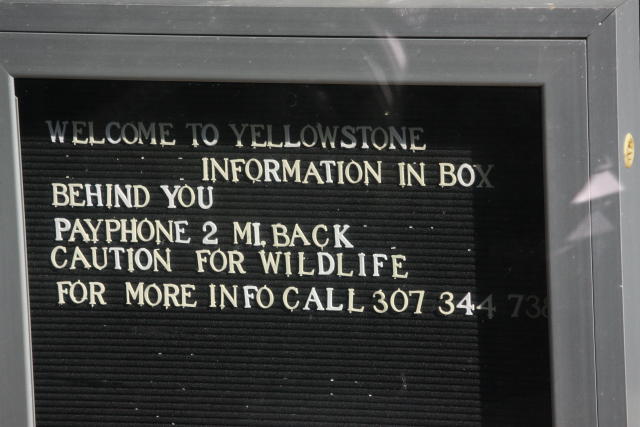 WELCOME TO YELLOWSTONE
INFORMATION IN BOX
BEHIND YOU
PAYPHONE 2 MI. BACK
CAUTION FOR WILDLIFE
FOR MORE INFO CALL 307 344